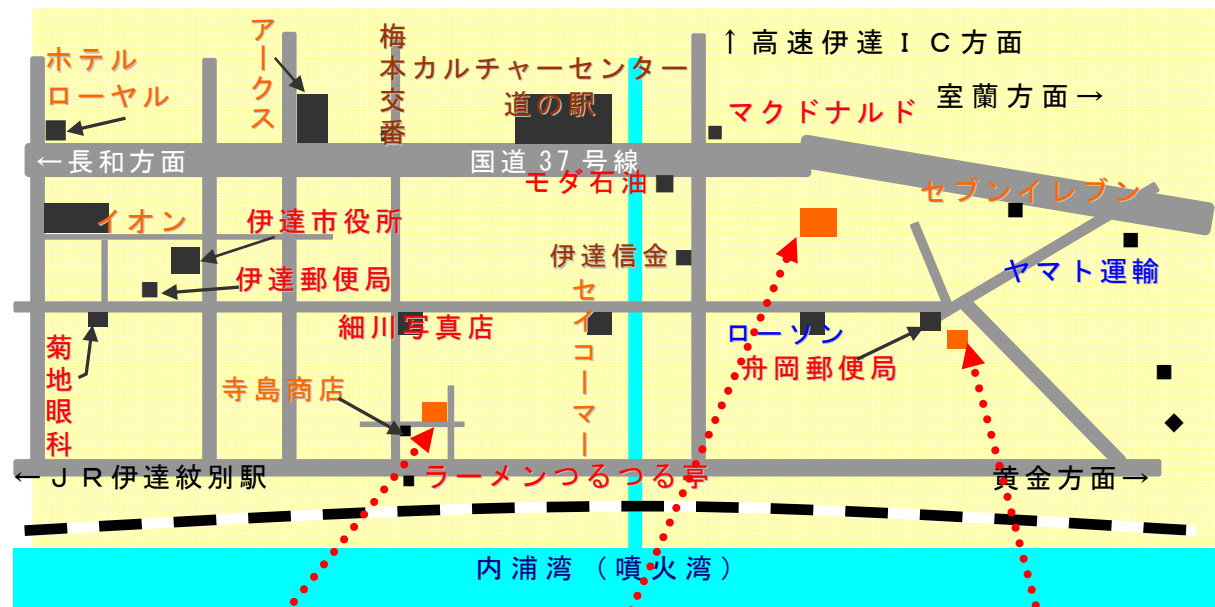 ↑高速伊達ＩＣ方面
ホテル
ローヤル
アークス
梅本交番
カルチャーセンター
道の駅
マクドナルド
室蘭方面→
←長和方面
国道37号線
モダ石油
セブンイレブン
イオン
伊達市役所
伊達信金
ヤマト運輸
伊達郵便局
セイコーマー
細川写真店
ローソン
舟岡郵便局
菊地眼科
寺島商店
←ＪＲ伊達紋別駅
ラーメンつるつる亭
黄金方面→
内浦湾（噴火湾）